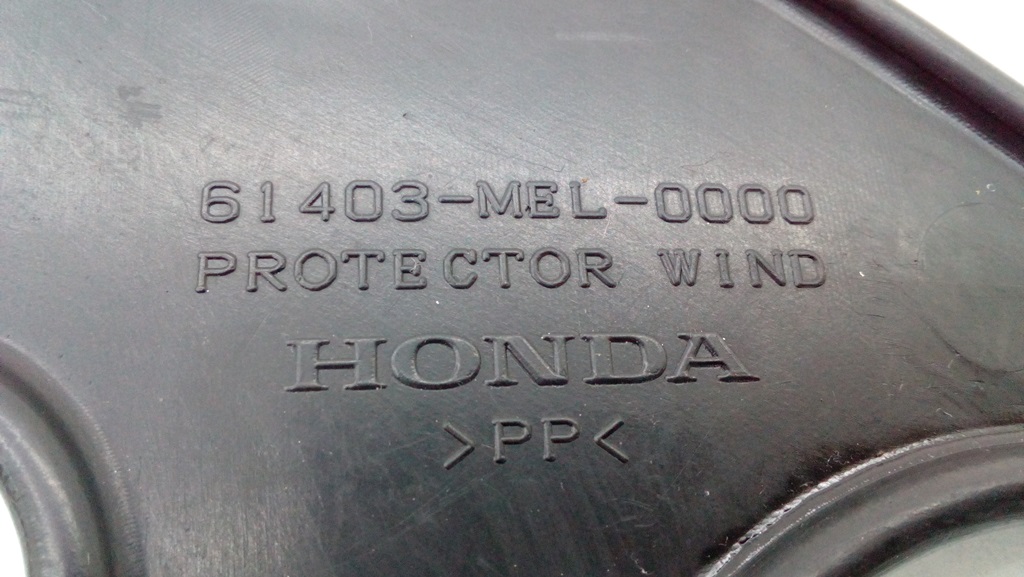 61403-MEL-0000
PROTECTOR WIND
HONDA
>PP<